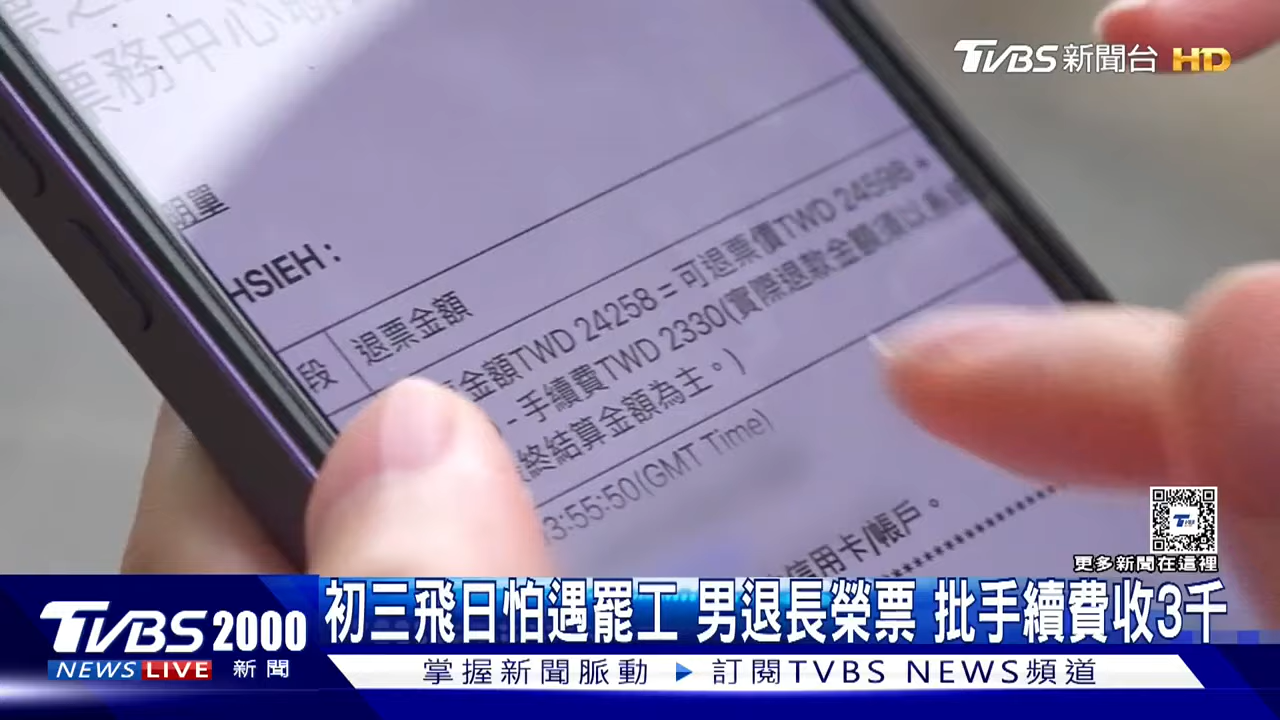 票務中心聯
TVBS新聞台 HD
明單
HSIEH：
段 退票金額
金額TWD 24258 = 可退票價TWD 24598 +
- 手續費TWD 2330(實際退款金額須以系統
終結算金額為主。)
3:55:50(GMT Time)
信用卡/帳戶。
更多新聞在這裡
初三飛日怕遇罷工 男退長榮票 批手續費收3千
TVBS 2000
NEWS LIVE 新聞
掌握新聞脈動 ▶ 訂閱TVBS NEWS頻道